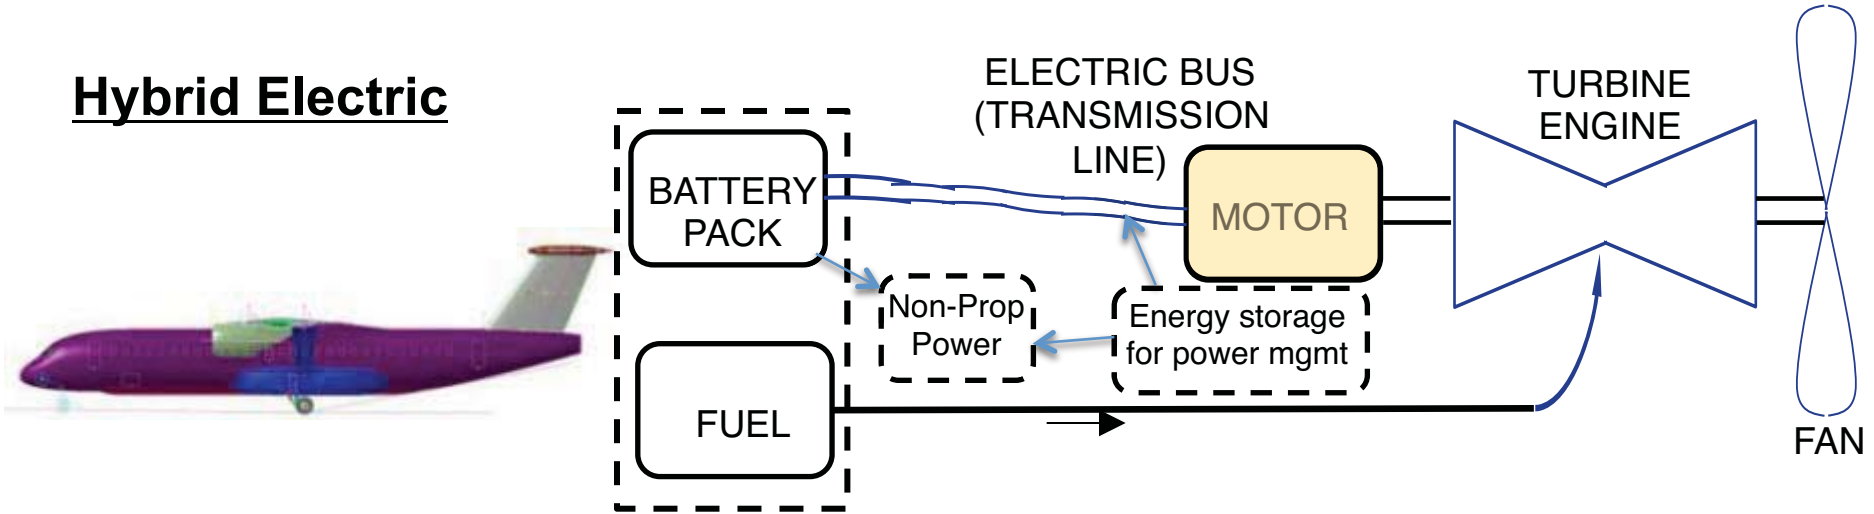 Hybrid Electric
ELECTRIC BUS
(TRANSMISSION
LINE)
TURBINE
ENGINE
BATTERY
PACK
MOTOR
Non-Prop
Power
Energy storage
for power mgmt
FUEL
FAN